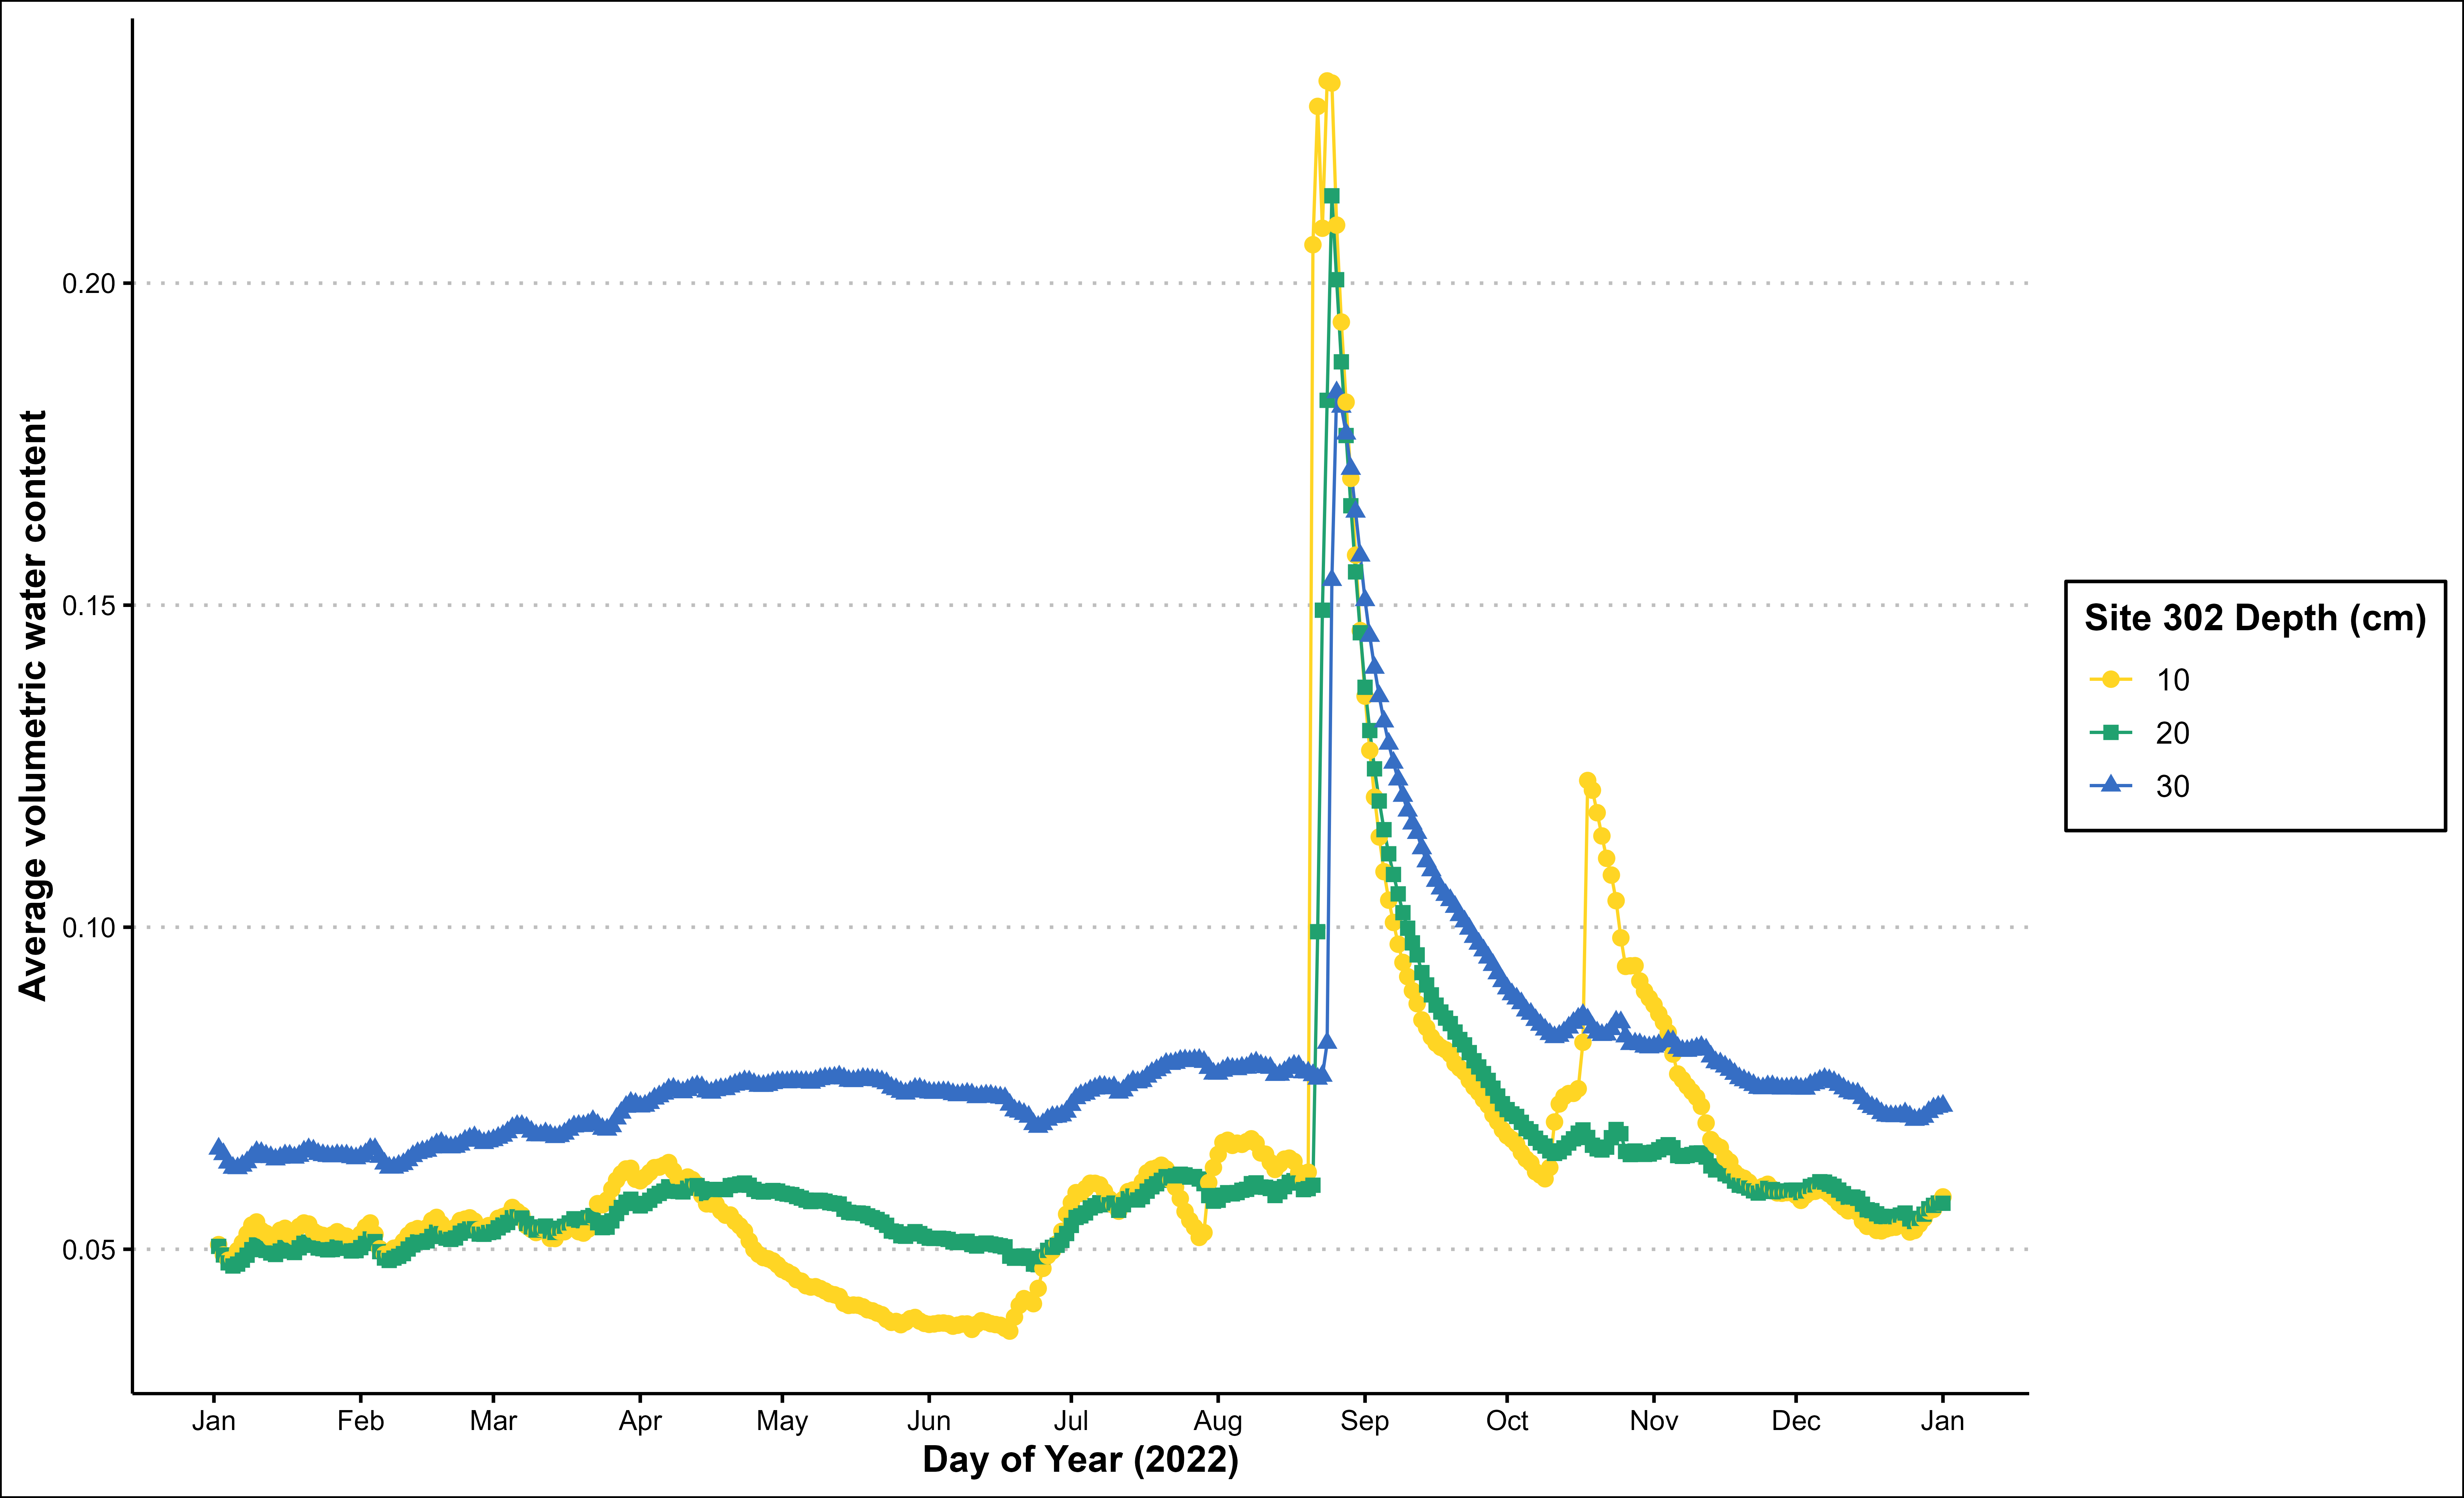 Average volumetric water content
0.20
0.15
0.10
0.05
Jan Feb Mar Apr May Jun Jul Aug Sep Oct Nov Dec Jan
Day of Year (2022)
Site 302 Depth (cm)
10
20
30